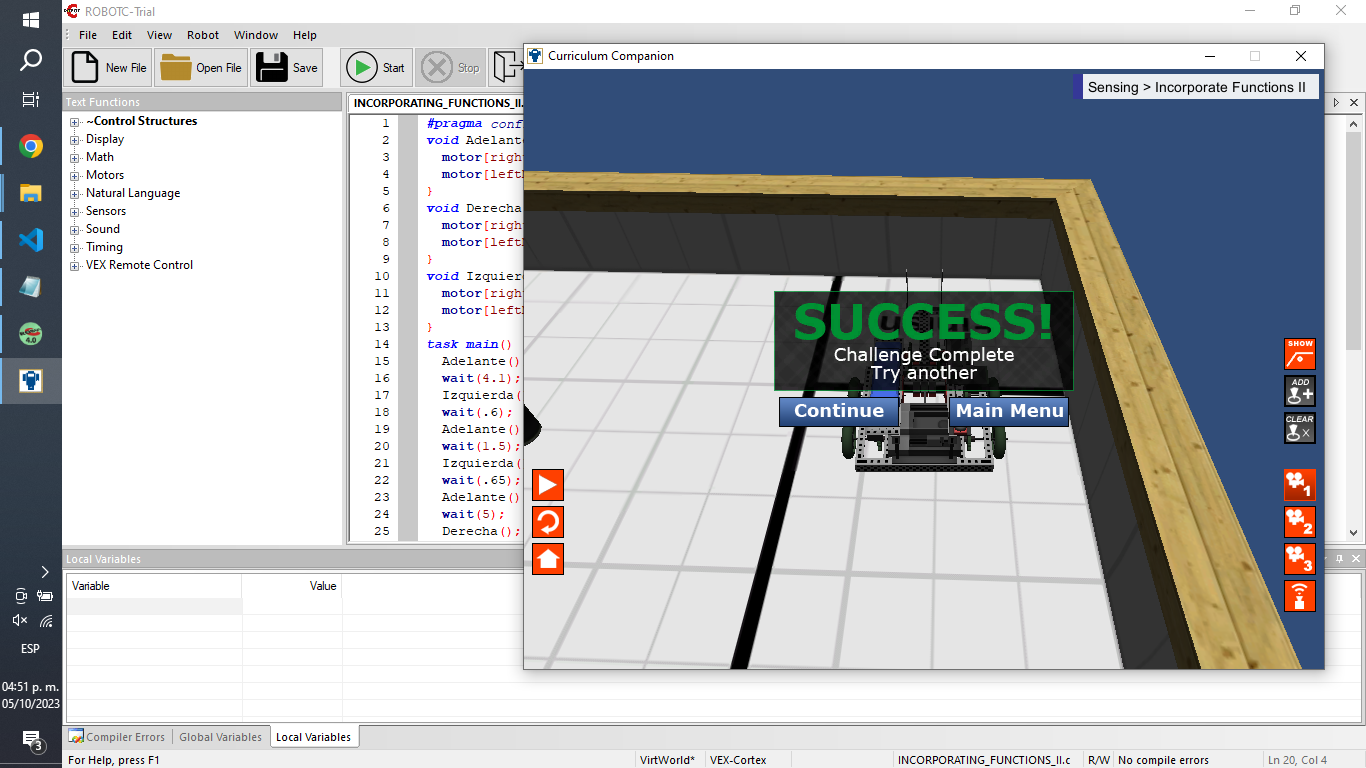 ROBOTC-Trial
File Edit View Robot Window Help
New File Open File Save Start Stop
Text Functions
~Control Structures
Display
Math
Motors
Natural Language
Sensors
Sound
Timing
VEX Remote Control
INCORPORATING_FUNCTIONS_II.
1 #pragma conf
2 void Adelante
3 motor[righ
4 motor[left
5 }
6 void Derecha
7 motor[righ
8 motor[left
9 }
10 void Izquierd
11 motor[righ
12 motor[left
13 }
14 task main()
15 Adelante()
16 wait(4.1);
17 Izquierda(
18 wait(.6);
19 Adelante()
20 wait(1.5);
21 Izquierda(
22 wait(.65);
23 Adelante()
24 wait(5);
25 Derecha();
Curriculum Companion
Sensing > Incorporate Functions II
SUCCESS!
Challenge Complete
Try another
Continue Main Menu
SHOW
ADD
CLEAR
1
2
3
Local Variables
Variable Value
Compiler Errors Global Variables Local Variables
For Help, press F1 VirtWorld* VEX-Cortex INCORPORATING_FUNCTIONS_II.c R/W No compile errors Ln 20, Col 4
4.0
ESP
04:51 p. m.
05/10/2023
3